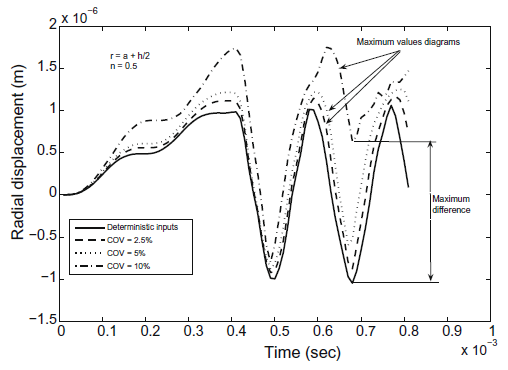 2 x 10⁻⁶
r = a + h/2
n = 0.5
Maximum values diagrams
1.5
1
0.5
0
−0.5
−1
−1.5
Radial displacement (m)
Maximum
difference
Deterministic inputs
COV = 2.5%
COV = 5%
COV = 10%
0 0.1 0.2 0.3 0.4 0.5 0.6 0.7 0.8 0.9 1
Time (sec)
x 10⁻³